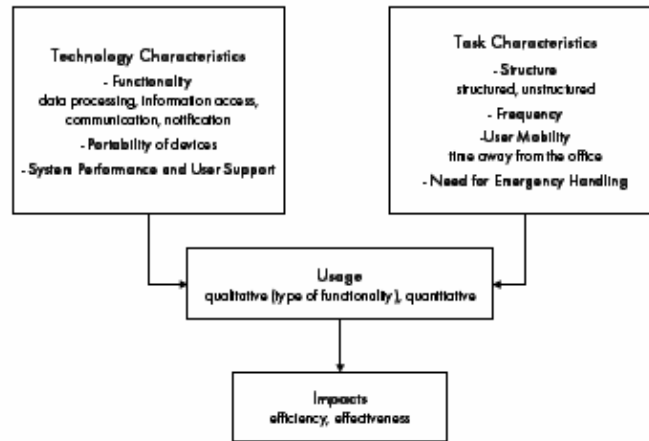 Technology Characteristics
- Functionality
data processing, information access,
communication, notification
- Portability of devices
- System Performance and User Support
Task Characteristics
- Structure
structured, unstructured
- Frequency
-User Mobility
time away from the office
- Need for Emergency Handling
Usage
qualitative (type of functionality), quantitative
Impacts
efficiency, effectiveness